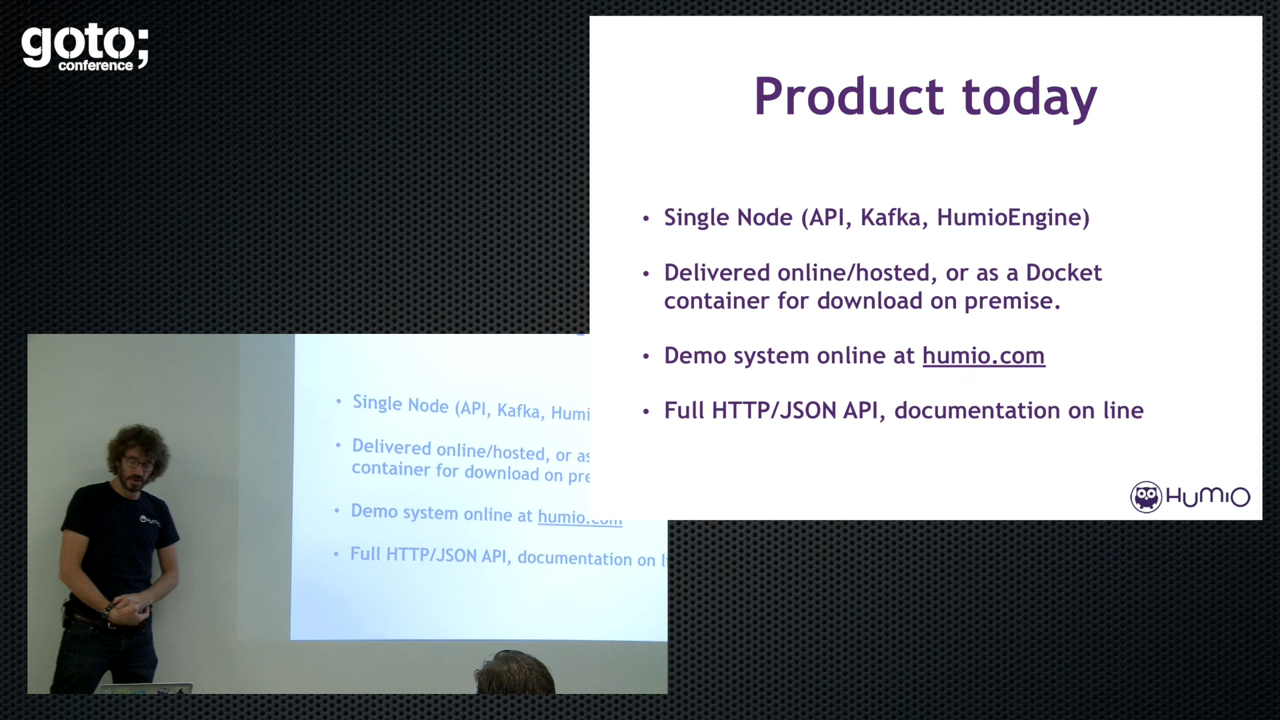 goto;
conference
Product today
• Single Node (API, Kafka, HumioEngine)
• Delivered online/hosted, or as a Docket
container for download on premise.
• Demo system online at humio.com
• Full HTTP/JSON API, documentation on line
HUMIO
• Single Node (API, Kafka, Humi
• Delivered online/hosted, or as
container for download on pre
• Demo system online at humio.com
• Full HTTP/JSON API, documentation on l
HUMIO